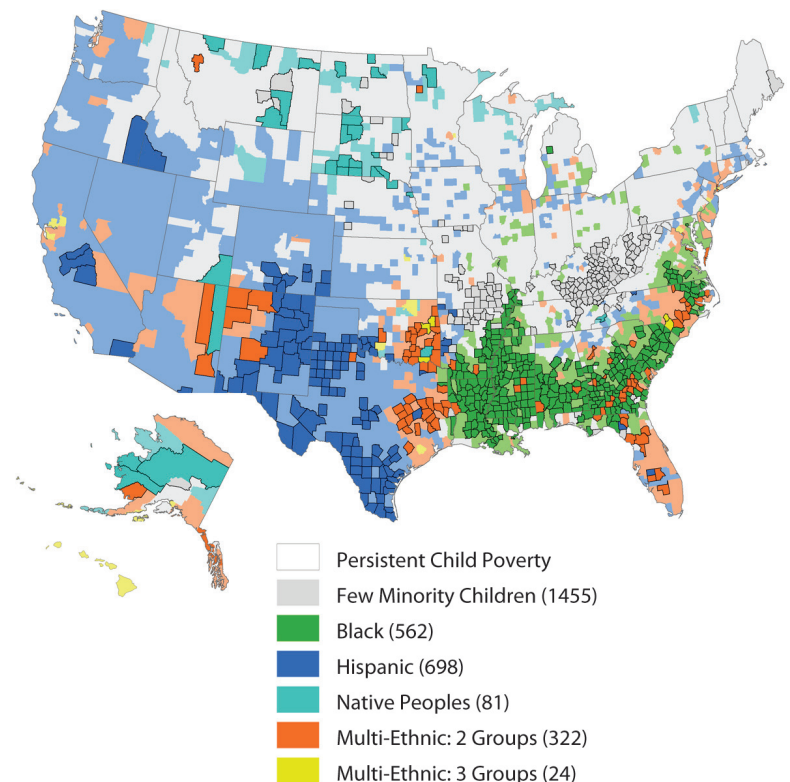 Persistent Child Poverty
Few Minority Children (1455)
Black (562)
Hispanic (698)
Native Peoples (81)
Multi-Ethnic: 2 Groups (322)
Multi-Ethnic: 3 Groups (24)